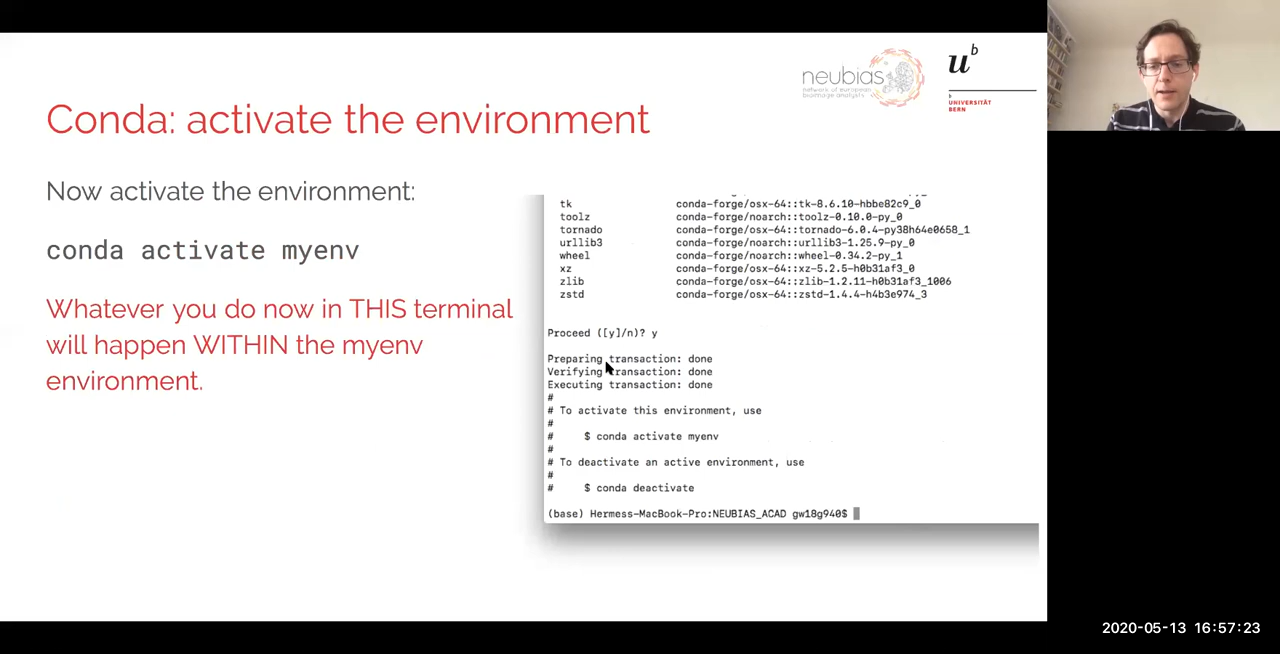 neubias
network of european
bioimage analysts
u
b
b
UNIVERSITÄT
BERN
Conda: activate the environment
Now activate the environment:
conda activate myenv
Whatever you do now in THIS terminal
will happen WITHIN the myenv
environment.
tk conda-forge/osx-64::tk-8.6.10-hbbe82c9_0
toolz conda-forge/noarch::toolz-0.10.0-py_0
tornado conda-forge/osx-64::tornado-6.0.4-py38h64e0658_1
urllib3 conda-forge/noarch::urllib3-1.25.9-py_0
wheel conda-forge/noarch::wheel-0.34.2-py_1
xz conda-forge/osx-64::xz-5.2.5-h0b31af3_0
zlib conda-forge/osx-64::zlib-1.2.11-h0b31af3_1006
zstd conda-forge/osx-64::zstd-1.4.4-h4b3e974_3
Proceed ([y]/n)? y
Preparing transaction: done
Verifying transaction: done
Executing transaction: done
#
# To activate this environment, use
#
# $ conda activate myenv
#
# To deactivate an active environment, use
#
# $ conda deactivate
(base) Hermess-MacBook-Pro:NEUBIAS_ACAD gw18g940$
2020-05-13 16:57:23